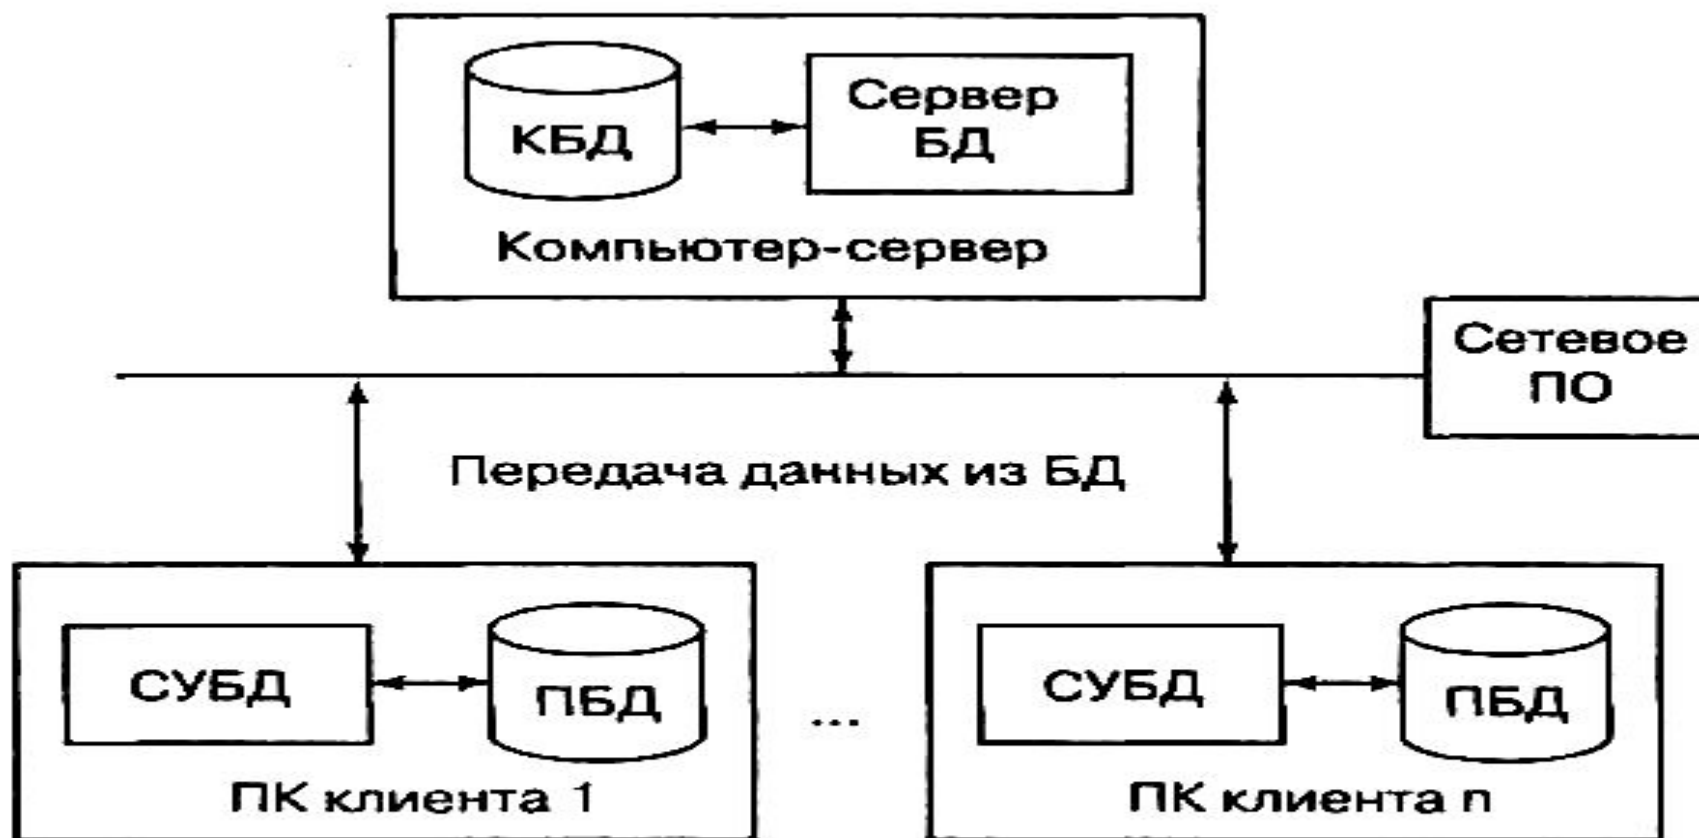 КБД
Сервер
БД
Компьютер-сервер
Сетевое
ПО
Передача данных из БД
СУБД
ПБД
...
СУБД
ПБД
ПК клиента 1
ПК клиента n